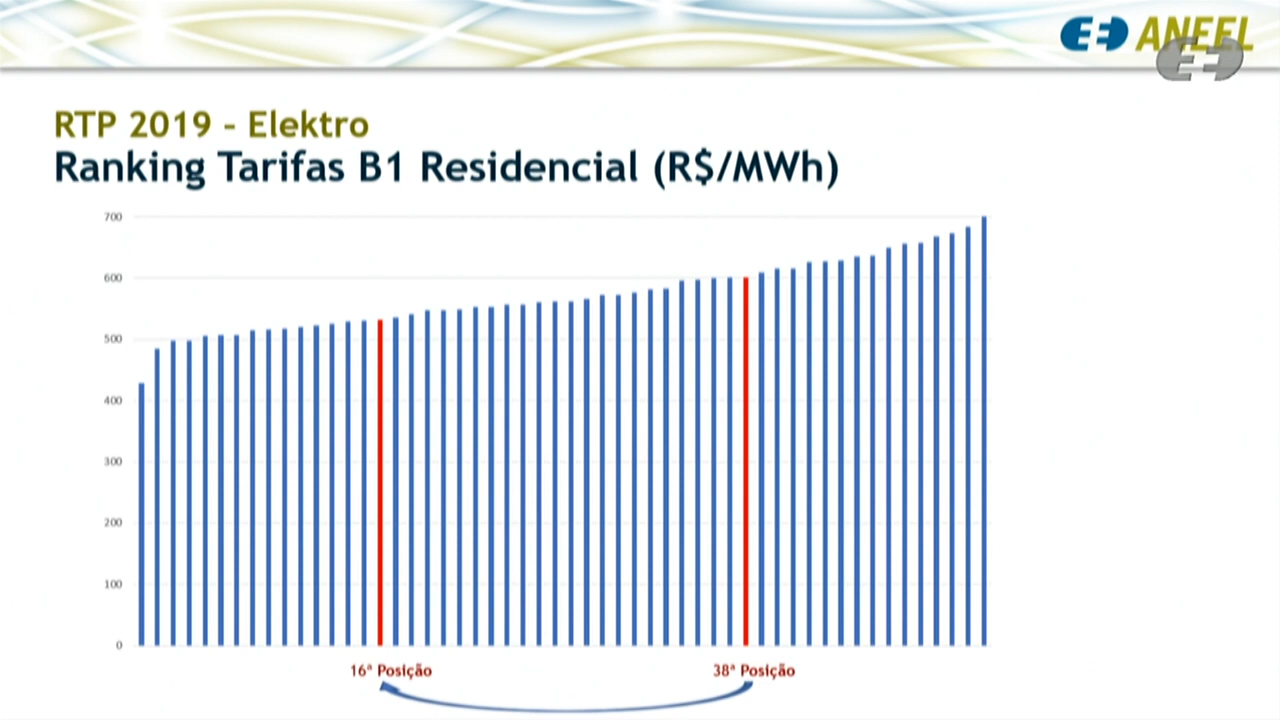 ANEEL
RTP 2019 - Elektro
Ranking Tarifas B1 Residencial (R$/MWh)
700
600
500
400
300
200
100
0
16ª Posição
38ª Posição